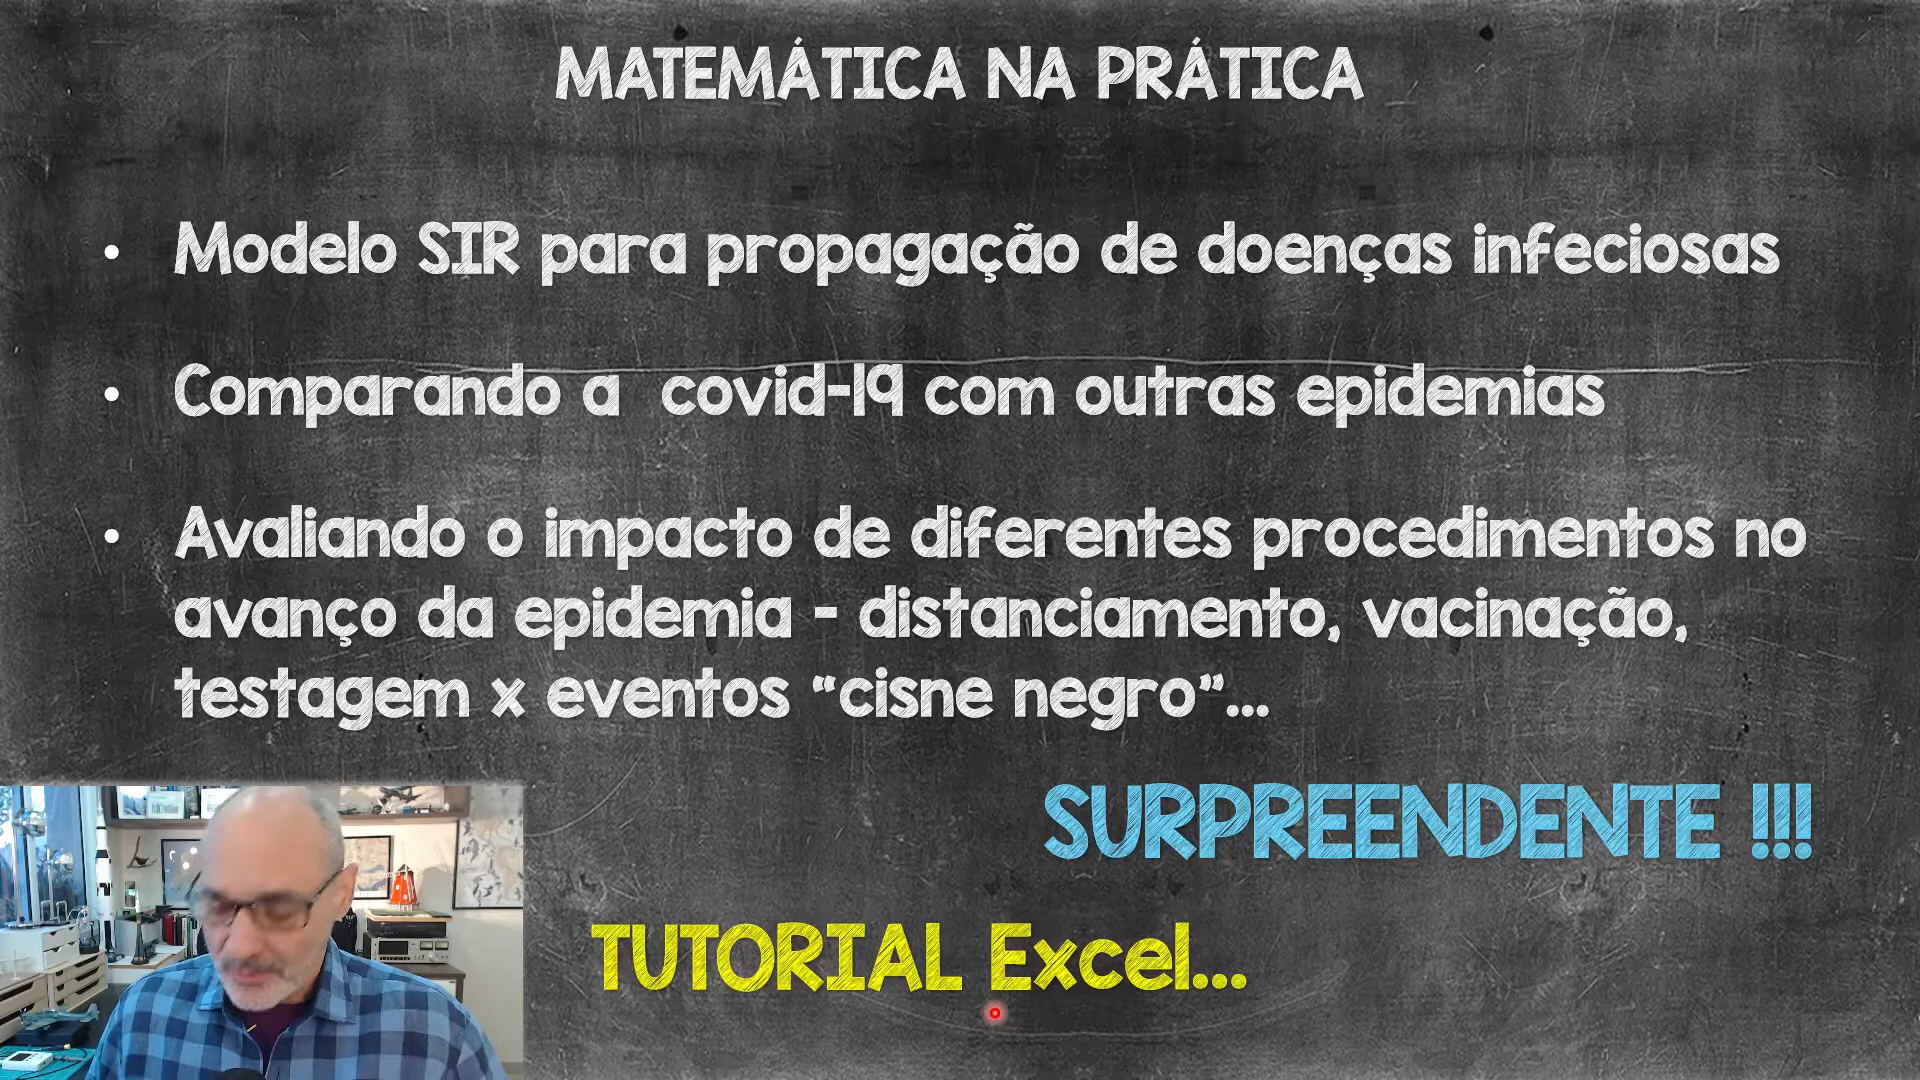 MATEMÁTICA NA PRÁTICA
• Modelo SIR para propagação de doenças infeciosas
• Comparando a covid-19 com outras epidemias
• Avaliando o impacto de diferentes procedimentos no
avanço da epidemia - distanciamento, vacinação,
testagem x eventos “cisne negro”...
SURPREENDENTE !!!
TUTORIAL Excel...